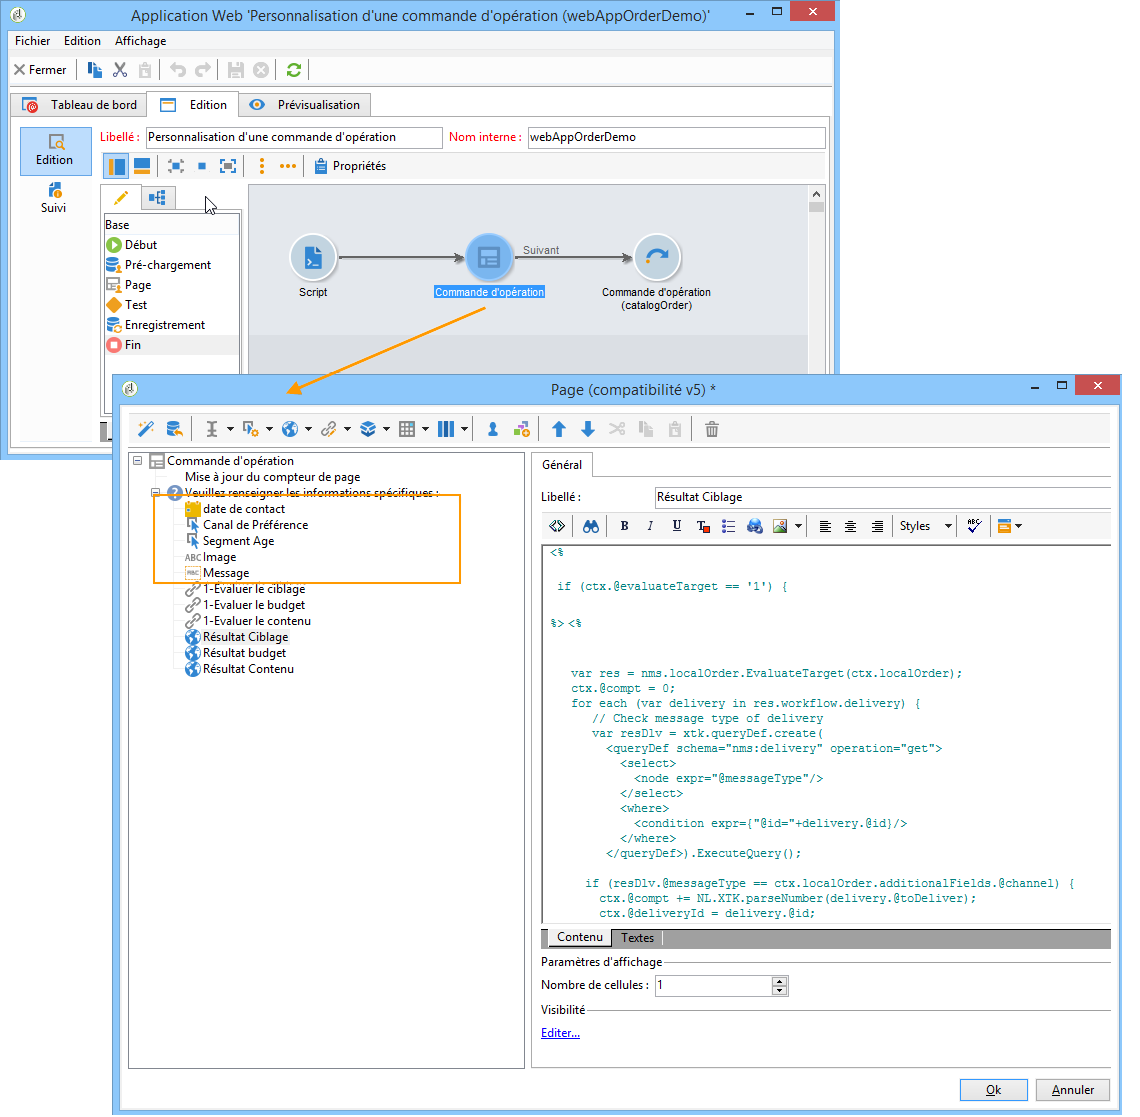 Application Web 'Personnalisation d'une commande d'opération (webAppOrderDemo)'
Fichier Edition Affichage
Fermer
Tableau de bord Edition Prévisualisation
Edition
Suivi
Libellé : Personnalisation d'une commande d'opération Nom interne : webAppOrderDemo
Propriétés
Base
Début
Pré-chargement
Page
Test
Enregistrement
Fin
Script
Commande d'opération
Suivant
Commande d'opération
(catalogOrder)
Page (compatibilité v5) *
Commande d'opération
Mise à jour du compteur de page
Veuillez renseigner les informations spécifiques :
date de contact
Canal de Préférence
Segment Age
ABC Image
ABC Message
1-Evaluer le ciblage
1-Evaluer le budget
1-Evaluer le contenu
Résultat Ciblage
Résultat budget
Résultat Contenu
Général
Libellé : Résultat Ciblage
B I U T Styles ABC
<%
if (ctx.@evaluateTarget == '1') {
%> <%
var res = nms.localOrder.EvaluateTarget(ctx.localOrder);
ctx.@compt = 0;
for each (var delivery in res.workflow.delivery) {
// Check message type of delivery
var resDlv = xtk.queryDef.create(
<queryDef schema="nms:delivery" operation="get">
<select>
<node expr="@messageType"/>
</select>
<where>
<condition expr={"@id="+delivery.@id}/>
</where>
</queryDef>).ExecuteQuery();
if (resDlv.@messageType == ctx.localOrder.additionalFields.@channel) {
ctx.@compt += NL.XTK.parseNumber(delivery.@toDeliver);
ctx.@deliveryId = delivery.@id;
Contenu Textes
Paramètres d'affichage
Nombre de cellules : 1
Visibilité
Editer...
Ok Annuler